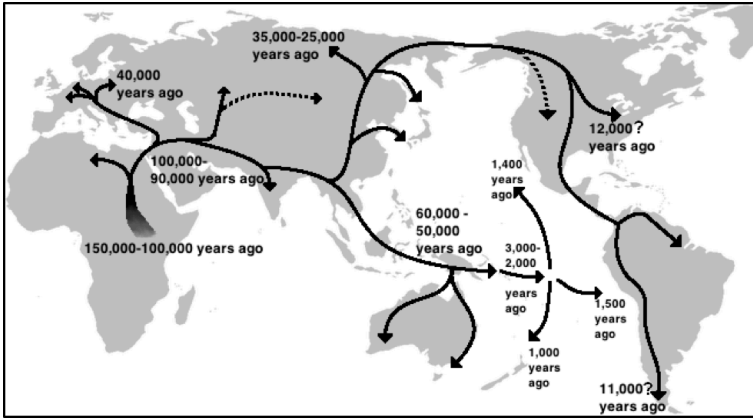 35,000-25,000
years ago
40,000
years ago
12,000?
years ago
100,000-
90,000 years ago
1,400
years
ago
60,000 -
50,000
years ago
150,000-100,000 years ago
3,000-
2,000
years
ago
1,500
years
ago
1,000
years
ago
11,000?
years ago